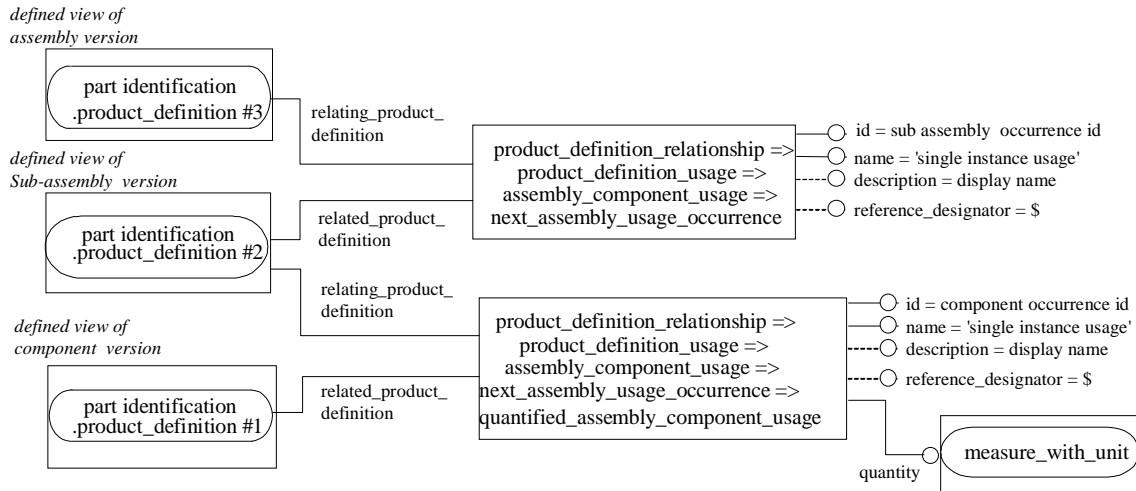 defined view of
assembly version
part identification
.product_definition #3
relating_product_
definition
product_definition_relationship =>
product_definition_usage =>
assembly_component_usage =>
next_assembly_usage_occurrence
id = sub assembly occurrence id
name = 'single instance usage'
description = display name
reference_designator = $
defined view of
Sub-assembly version
part identification
.product_definition #2
related_product_
definition
relating_product_
definition
product_definition_relationship =>
product_definition_usage =>
assembly_component_usage =>
next_assembly_usage_occurrence =>
quantified_assembly_component_usage
id = component occurrence id
name = 'single instance usage'
description = display name
reference_designator = $
defined view of
component version
part identification
.product_definition #1
related_product_
definition
quantity
measure_with_unit